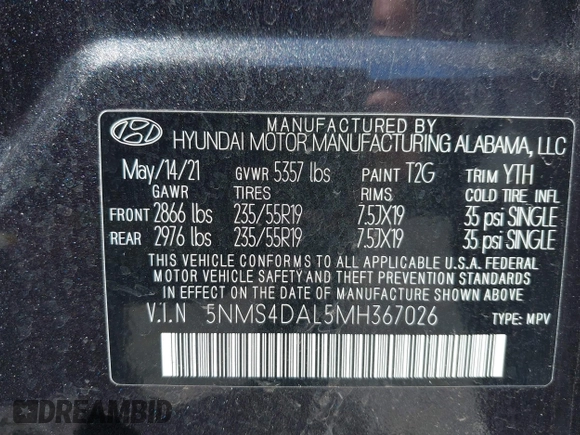 MANUFACTURED BY
HYUNDAI MOTOR MANUFACTURING ALABAMA, LLC
May/14/21 GVWR 5357 lbs PAINT T2G TRIM YTH
GAWR TIRES RIMS COLD TIRE INFL
FRONT 2866 lbs 235/55R19 7.5JX19 35 psi SINGLE
REAR 2976 lbs 235/55R19 7.5JX19 35 psi SINGLE
THIS VEHICLE CONFORMS TO ALL APPLICABLE U.S.A. FEDERAL
MOTOR VEHICLE SAFETY AND THEFT PREVENTION STANDARDS
IN EFFECT ON THE DATE OF MANUFACTURE SHOWN ABOVE
V.I.N 5NMS4DAL5MH367026 TYPE: MPV
DREAMBID